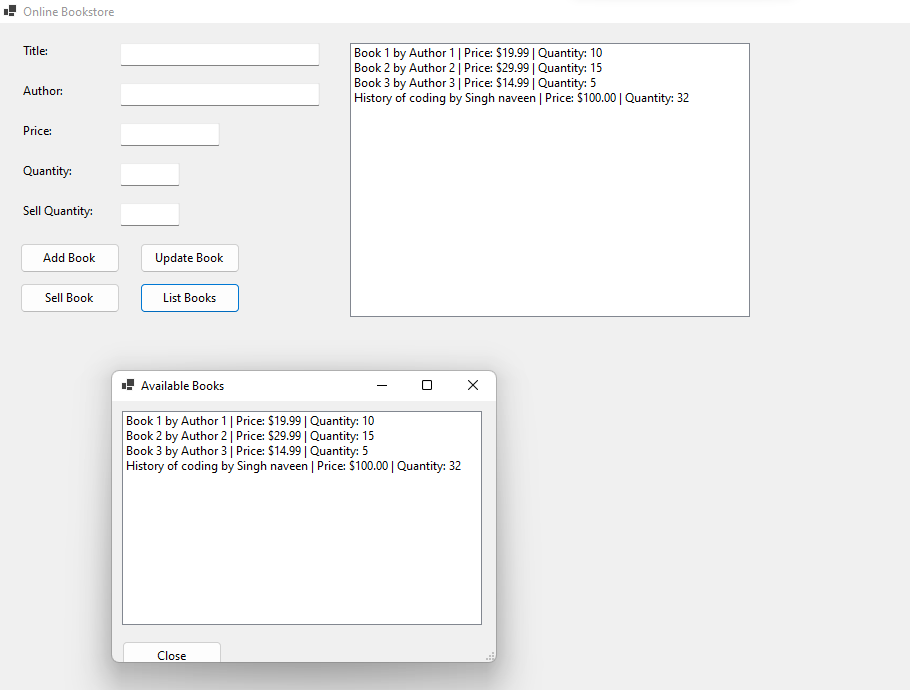 Online Bookstore
Title:
Author:
Price:
Quantity:
Sell Quantity:
Add Book
Update Book
Sell Book
List Books
Book 1 by Author 1 | Price: $19.99 | Quantity: 10
Book 2 by Author 2 | Price: $29.99 | Quantity: 15
Book 3 by Author 3 | Price: $14.99 | Quantity: 5
History of coding by Singh naveen | Price: $100.00 | Quantity: 32
Available Books
Book 1 by Author 1 | Price: $19.99 | Quantity: 10
Book 2 by Author 2 | Price: $29.99 | Quantity: 15
Book 3 by Author 3 | Price: $14.99 | Quantity: 5
History of coding by Singh naveen | Price: $100.00 | Quantity: 32
Close